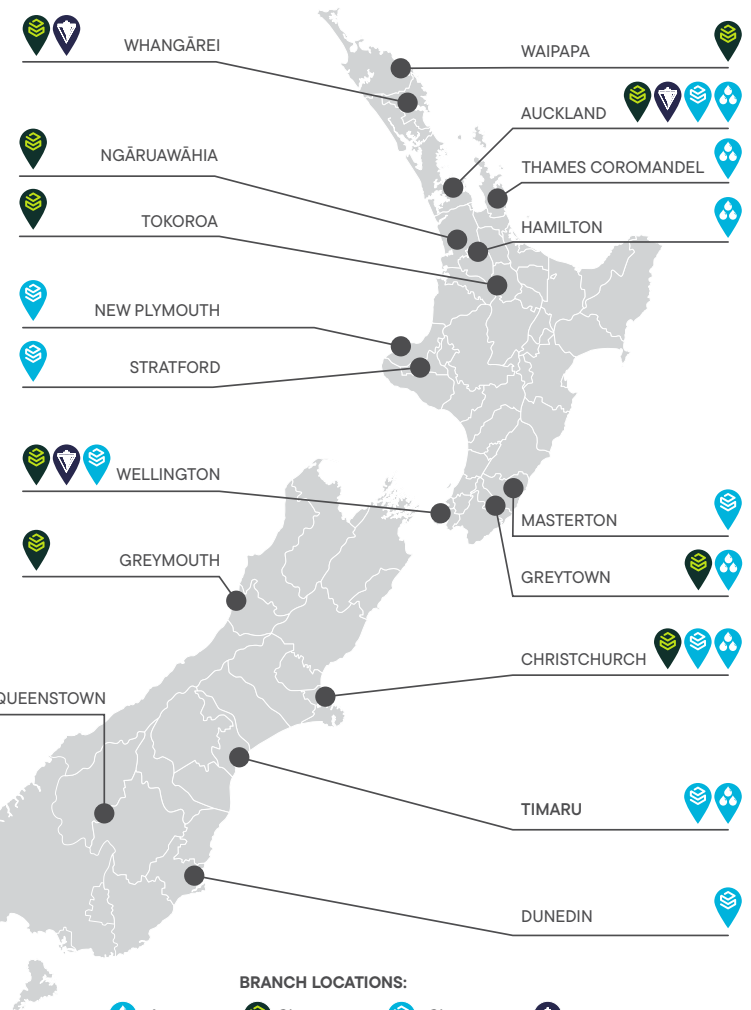 WHANGĀREI
WAIPAPA
AUCKLAND
NGĀRUAWĀHIA
THAMES COROMANDEL
TOKOROA
HAMILTON
NEW PLYMOUTH
STRATFORD
WELLINGTON
MASTERTON
GREYMOUTH
GREYTOWN
CHRISTCHURCH
QUEENSTOWN
TIMARU
DUNEDIN
BRANCH LOCATIONS: